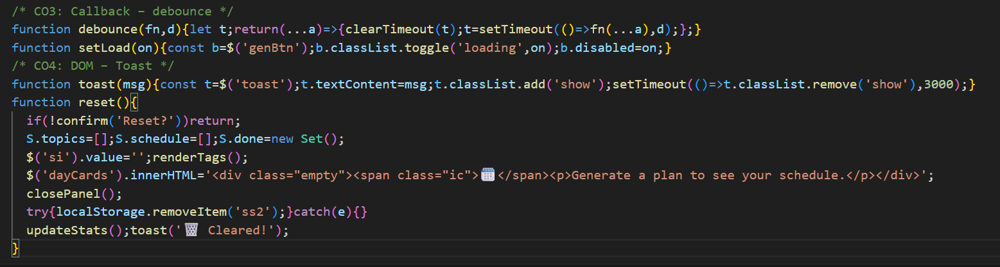 /* CO3: Callback – debounce */
function debounce(fn,d){let t;return(...a)=>{clearTimeout(t);t=setTimeout(()=>fn(...a),d);};}
function setLoad(on){const b=$('genBtn');b.classList.toggle('loading',on);b.disabled=on;}
/* CO4: DOM – Toast */
function toast(msg){const t=$('toast');t.textContent=msg;t.classList.add('show');setTimeout(()=>t.classList.remove('show'),3000);}
function reset(){
  if(!confirm('Reset?'))return;
  S.topics=[];S.schedule=[];S.done=new Set();
  $('si').value='';renderTags();
  $('dayCards').innerHTML='<div class="empty"><span class="ic">🗓️</span><p>Generate a plan to see your schedule.</p></div>';
  closePanel();
  try{localStorage.removeItem('ss2');}catch(e){}
  updateStats();toast('🗑️ Cleared!');
}